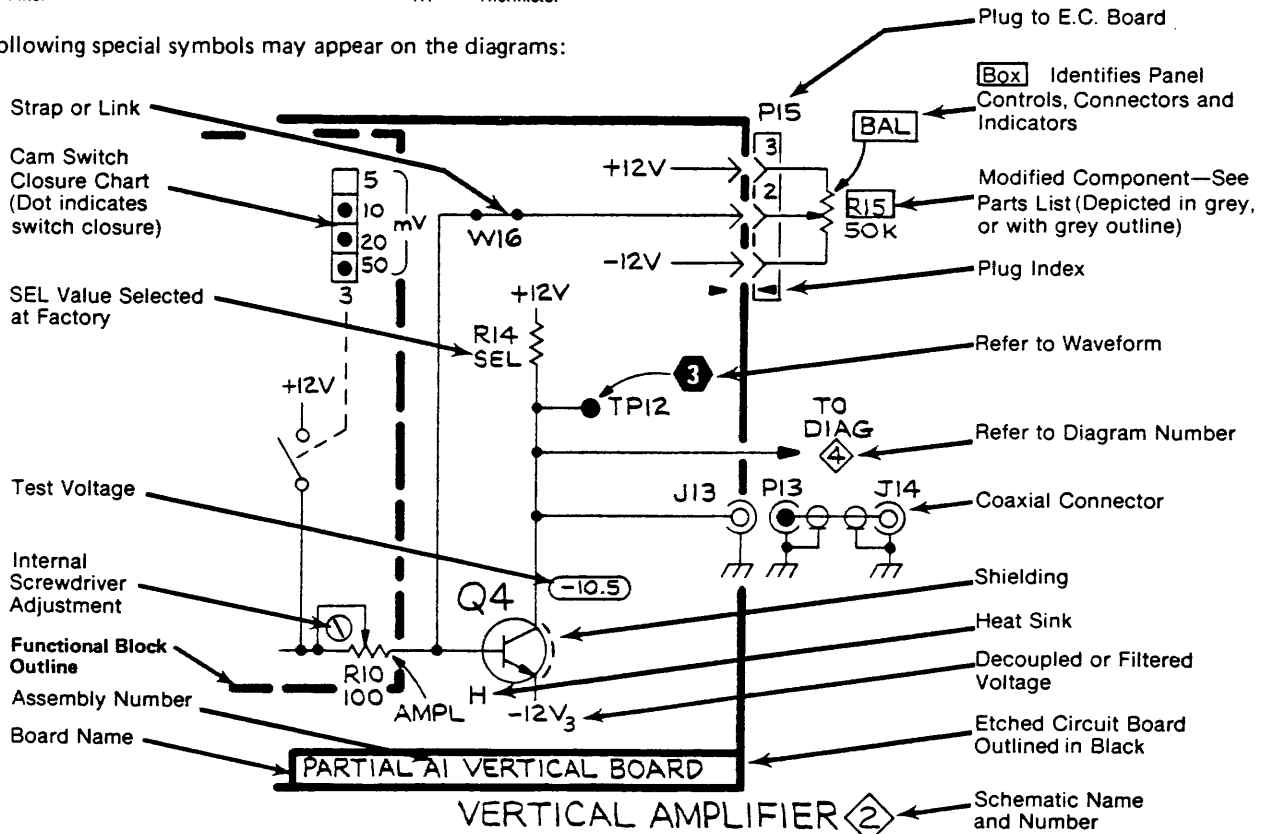 ollowing special symbols may appear on the diagrams:
Plug to E.C. Board
Box Identifies Panel
Controls, Connectors and
Indicators
Strap or Link
P15
BAL
Cam Switch
Closure Chart
(Dot indicates
switch closure)
5
10
20
50
mV
3
+12V
3
2
-12V
W16
R15
50K
Modified Component—See
Parts List (Depicted in grey,
or with grey outline)
Plug Index
SEL Value Selected
at Factory
+12V
R14
SEL
3
Refer to Waveform
+12V
TP12
TO
DIAG
4
Refer to Diagram Number
Test Voltage
J13
P13
J14
Coaxial Connector
Internal
Screwdriver
Adjustment
-10.5
Q4
Shielding
Heat Sink
Functional Block
Outline
R10
100
AMPL
H
-12V3
Decoupled or Filtered
Voltage
Assembly Number
Board Name
PARTIAL A1 VERTICAL BOARD
Etched Circuit Board
Outlined in Black
VERTICAL AMPLIFIER 2
Schematic Name
and Number